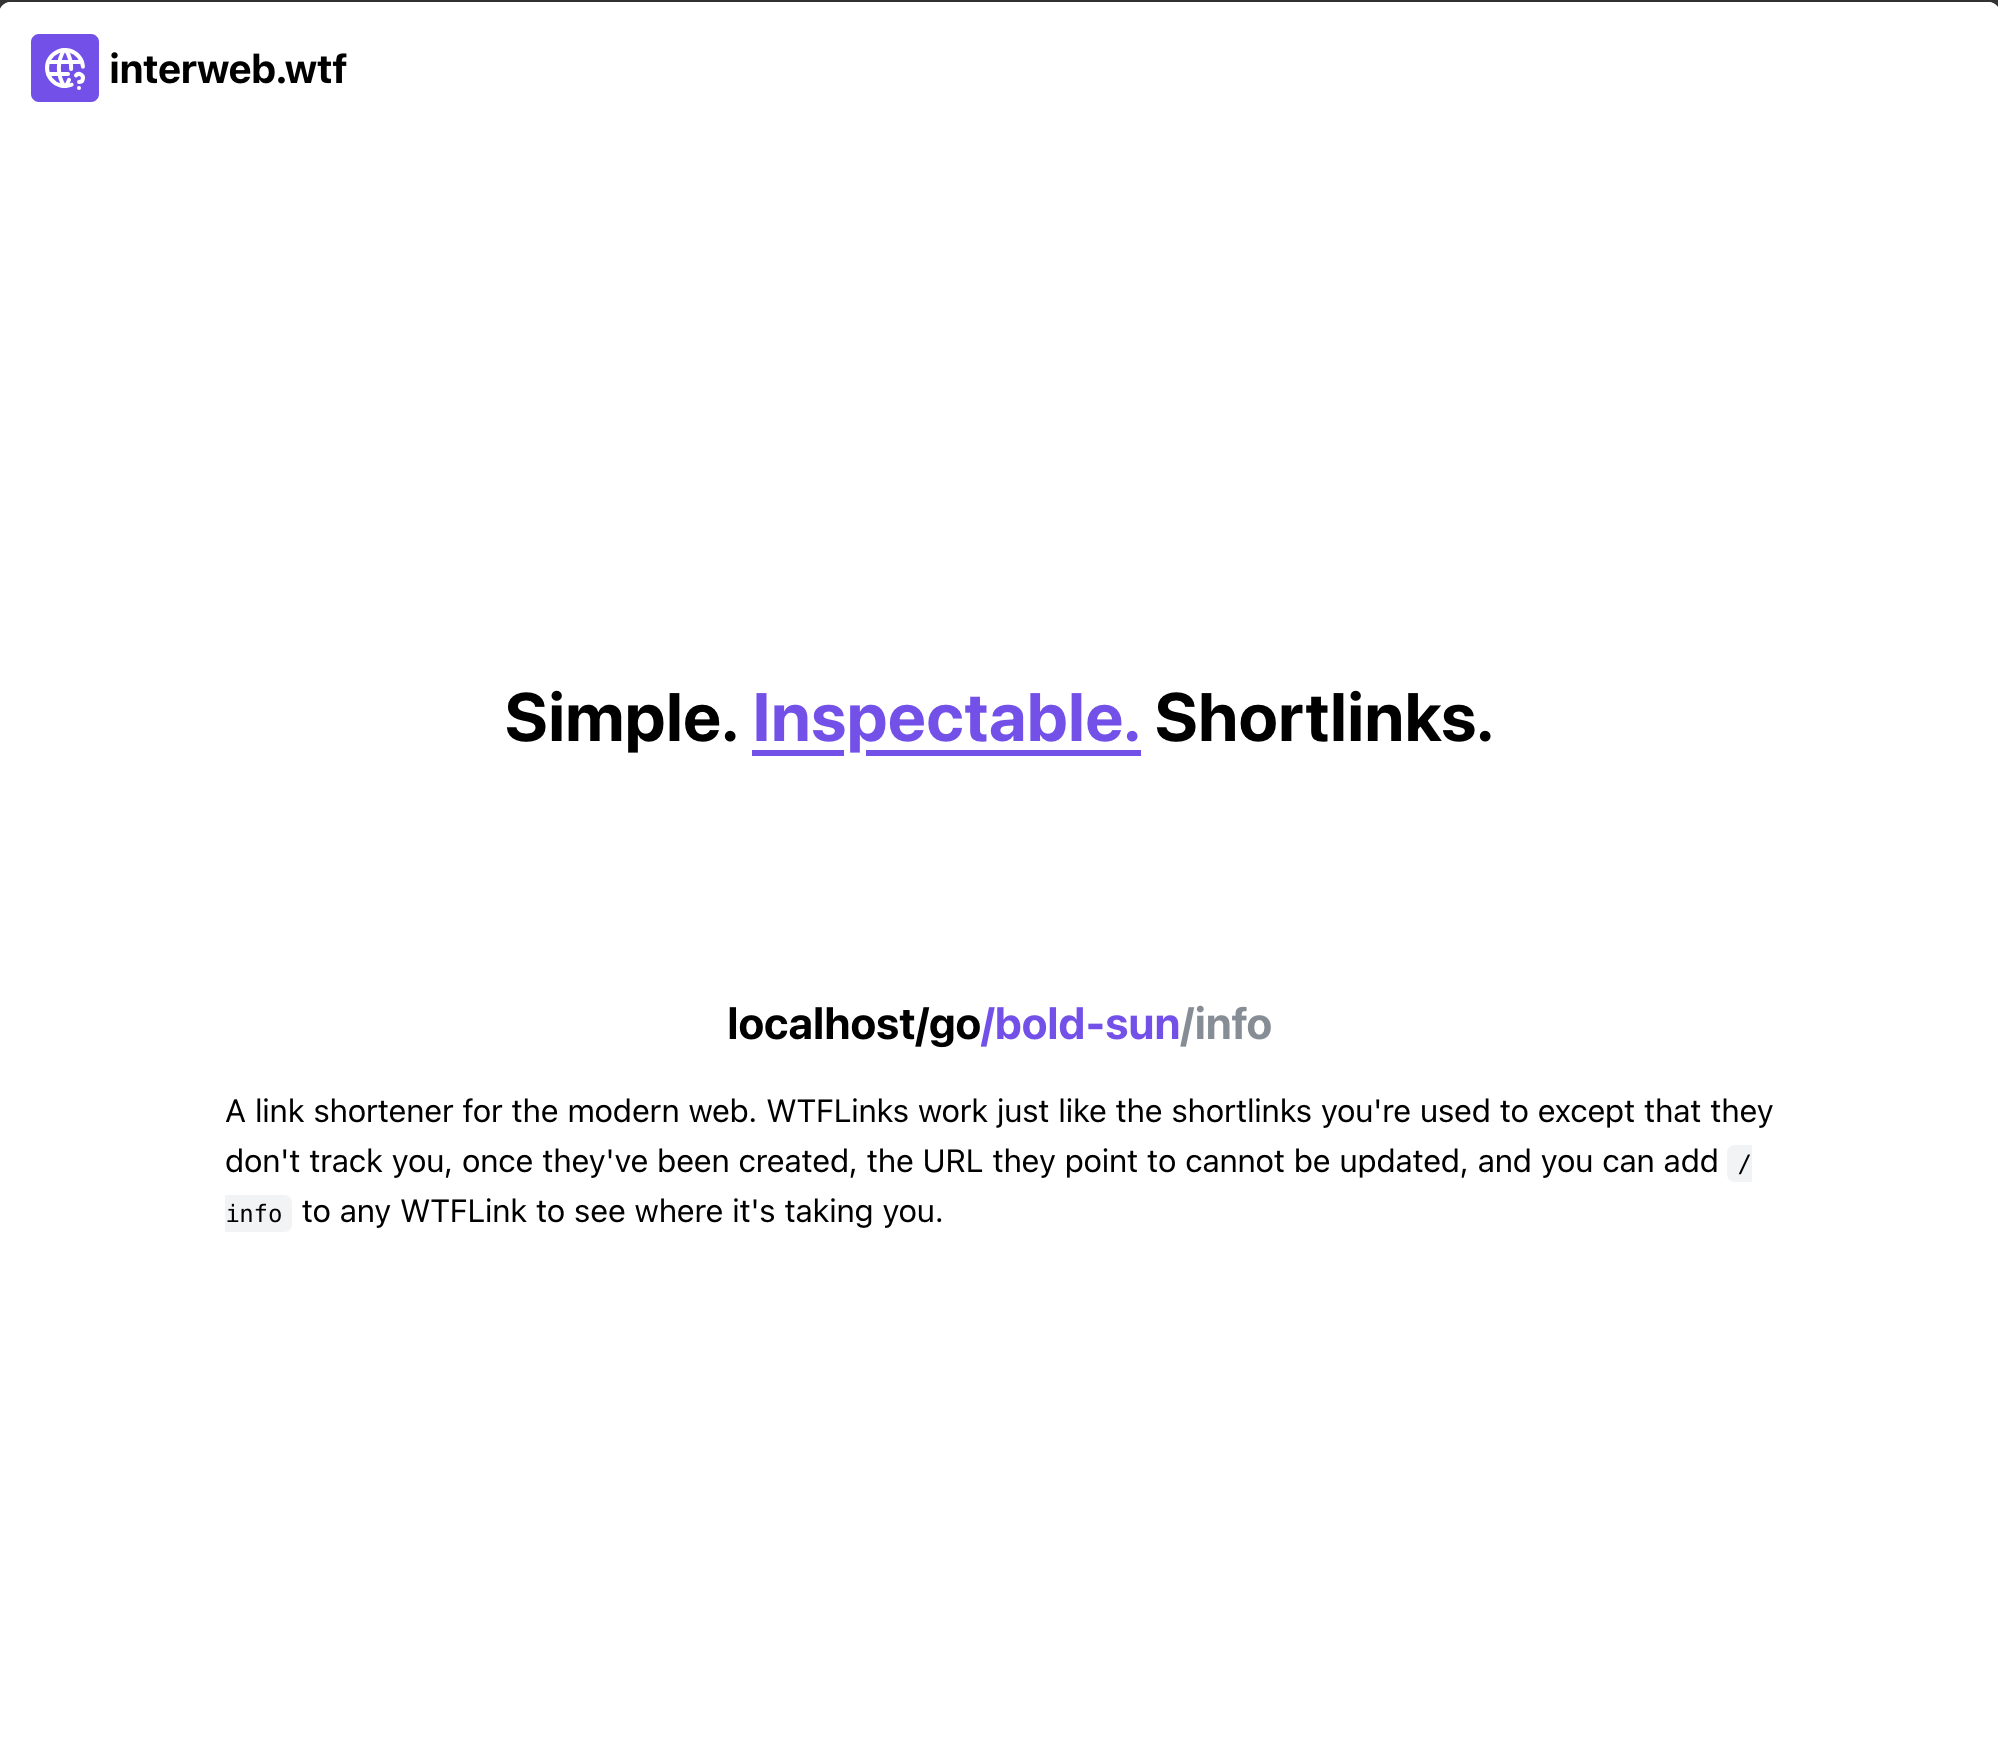 interweb.wtf
Simple. Inspectable. Shortlinks.
localhost/go/bold-sun/info
A link shortener for the modern web. WTFLinks work just like the shortlinks you're used to except that they
don't track you, once they've been created, the URL they point to cannot be updated, and you can add /
info to any WTFLink to see where it's taking you.